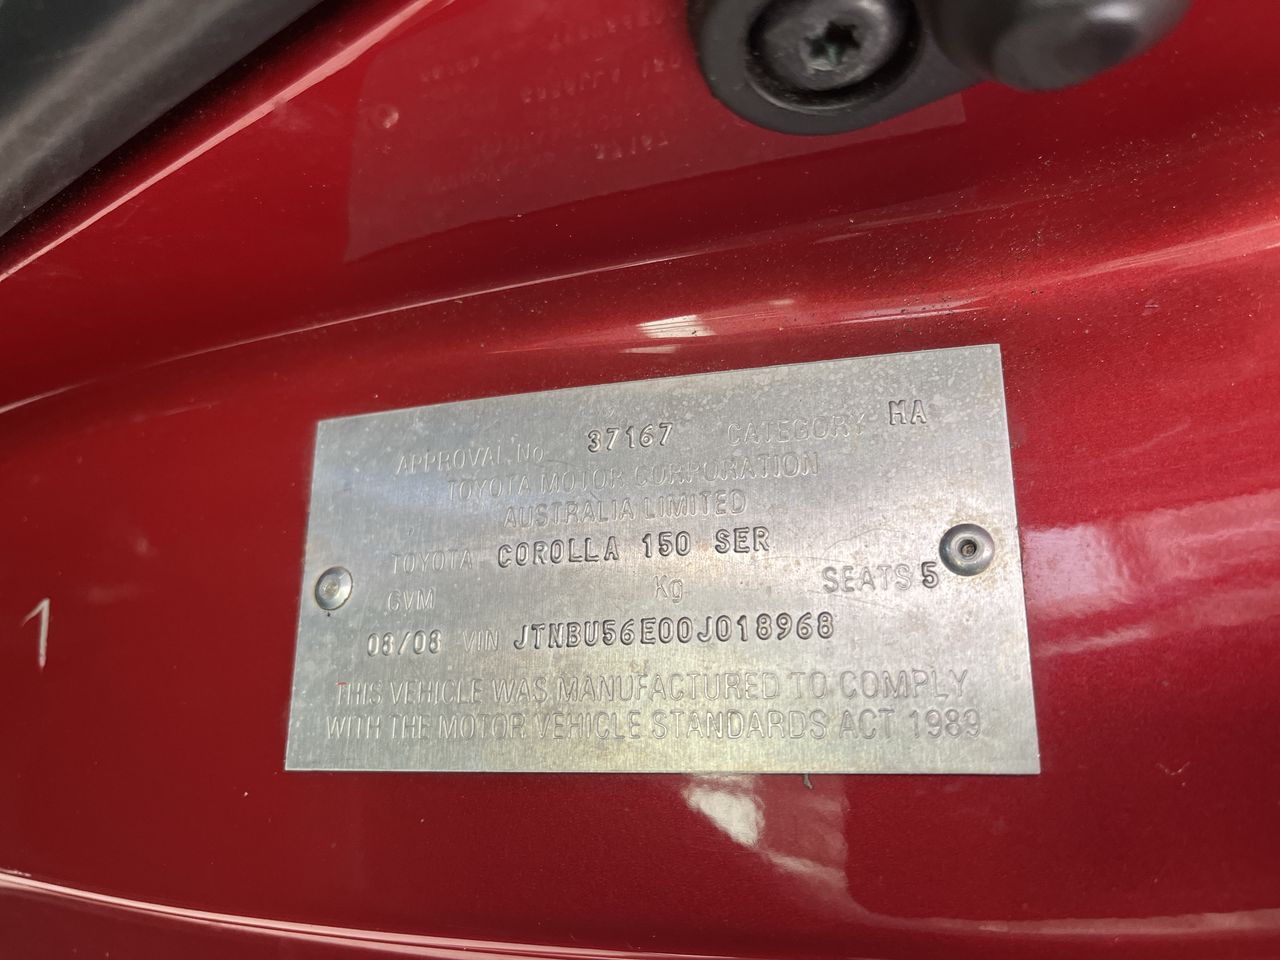 APPROVAL No 37167 CATEGORY MA
TOYOTA MOTOR CORPORATION
AUSTRALIA LIMITED
TOYOTA COROLLA 150 SER
GVM Kg SEATS 5
08/08 VIN JTNBU56E00J018968
THIS VEHICLE WAS MANUFACTURED TO COMPLY
WITH THE MOTOR VEHICLE STANDARDS ACT 1989
1